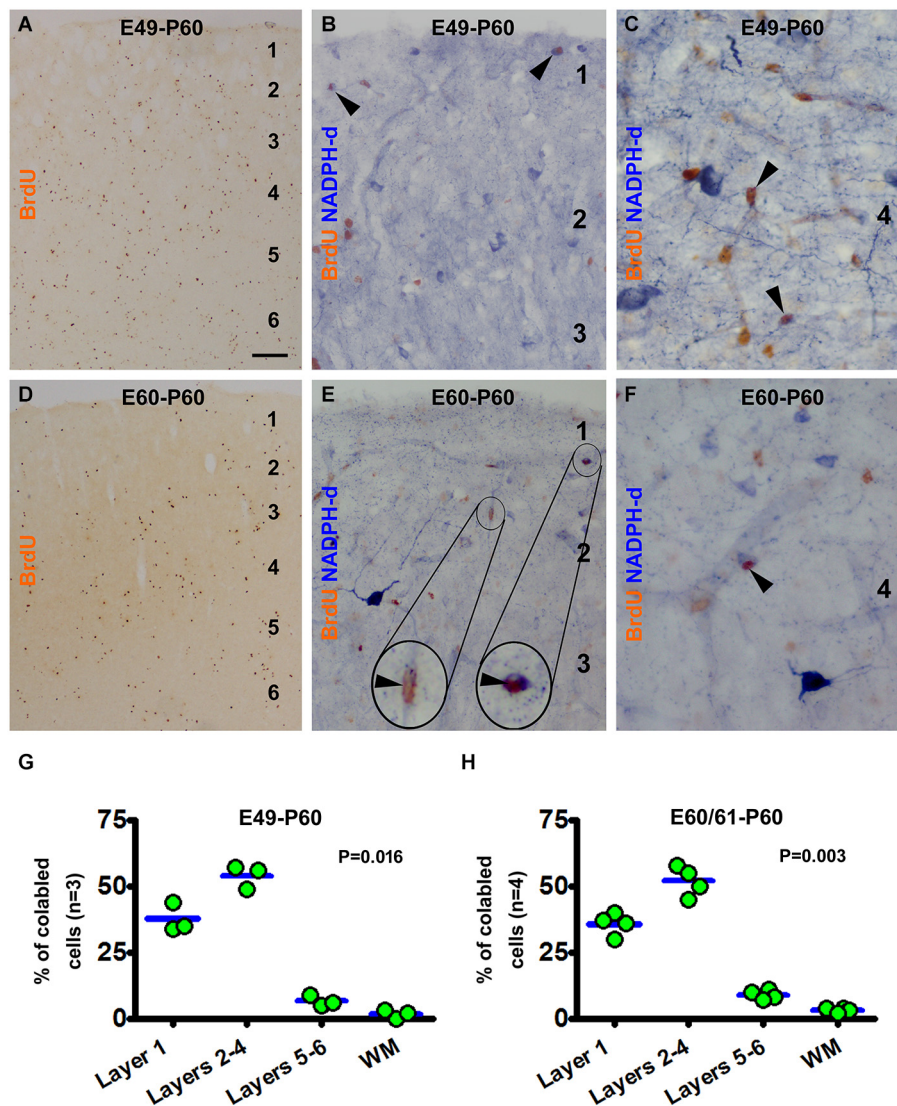 A E49-P60
1
2
3
4
5
6
BrdU
B E49-P60
1
2
3
BrdU NADPH-d
C E49-P60
4
BrdU NADPH-d
D E60-P60
1
2
3
4
5
6
BrdU
E E60-P60
1
2
3
BrdU NADPH-d
F E60-P60
4
BrdU NADPH-d
G
E49-P60
P=0.016
% of colabled
cells (n=3)
75
50
25
0
Layer 1
Layers 2-4
Layers 5-6
WM
H
E60/61-P60
P=0.003
% of colabled
cells (n=4)
75
50
25
0
Layer 1
Layers 2-4
Layers 5-6
WM